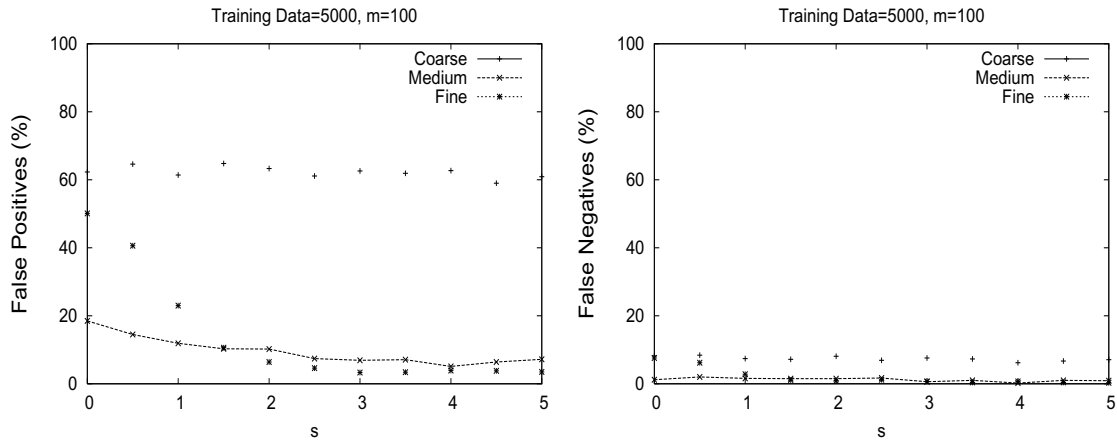 Training Data=5000, m=100
100
80
60
40
20
0
False Positives (%)
Coarse
Medium
Fine
0 1 2 3 4 5
s
Training Data=5000, m=100
100
80
60
40
20
0
False Negatives (%)
Coarse
Medium
Fine
0 1 2 3 4 5
s